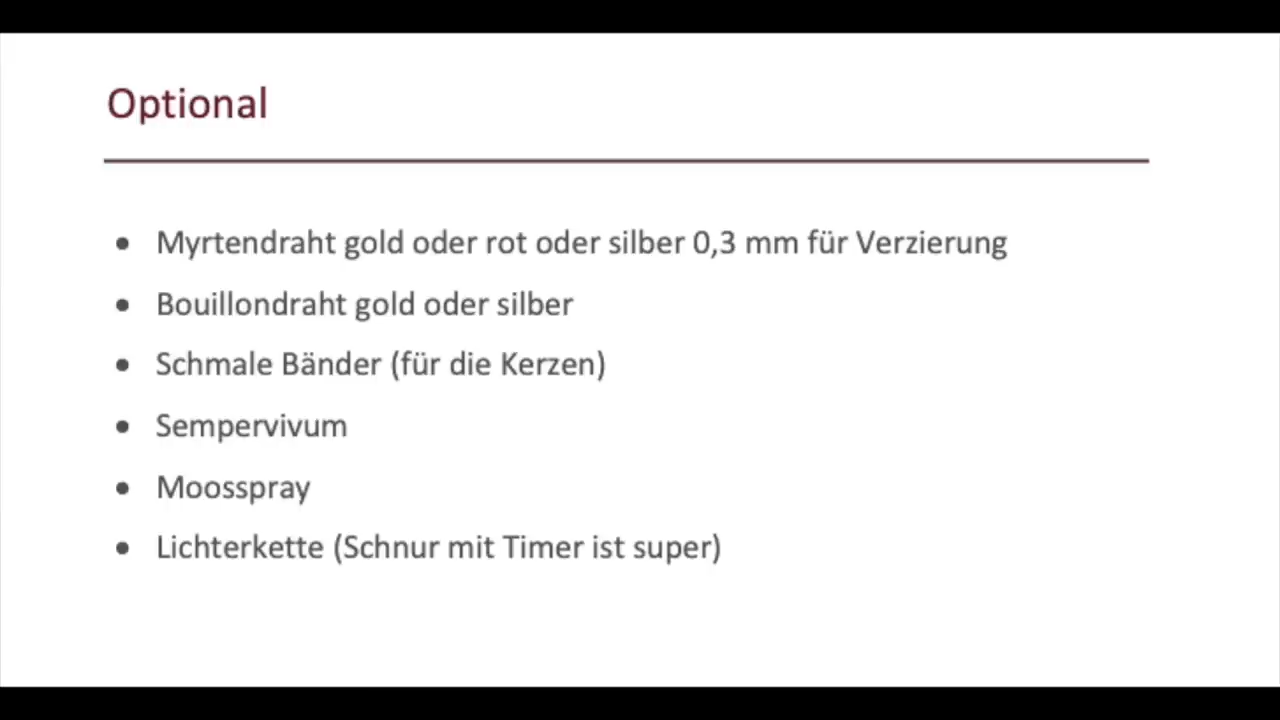 Optional
• Myrtendraht gold oder rot oder silber 0,3 mm für Verzierung
• Bouillondraht gold oder silber
• Schmale Bänder (für die Kerzen)
• Sempervivum
• Moosspray
• Lichterkette (Schnur mit Timer ist super)